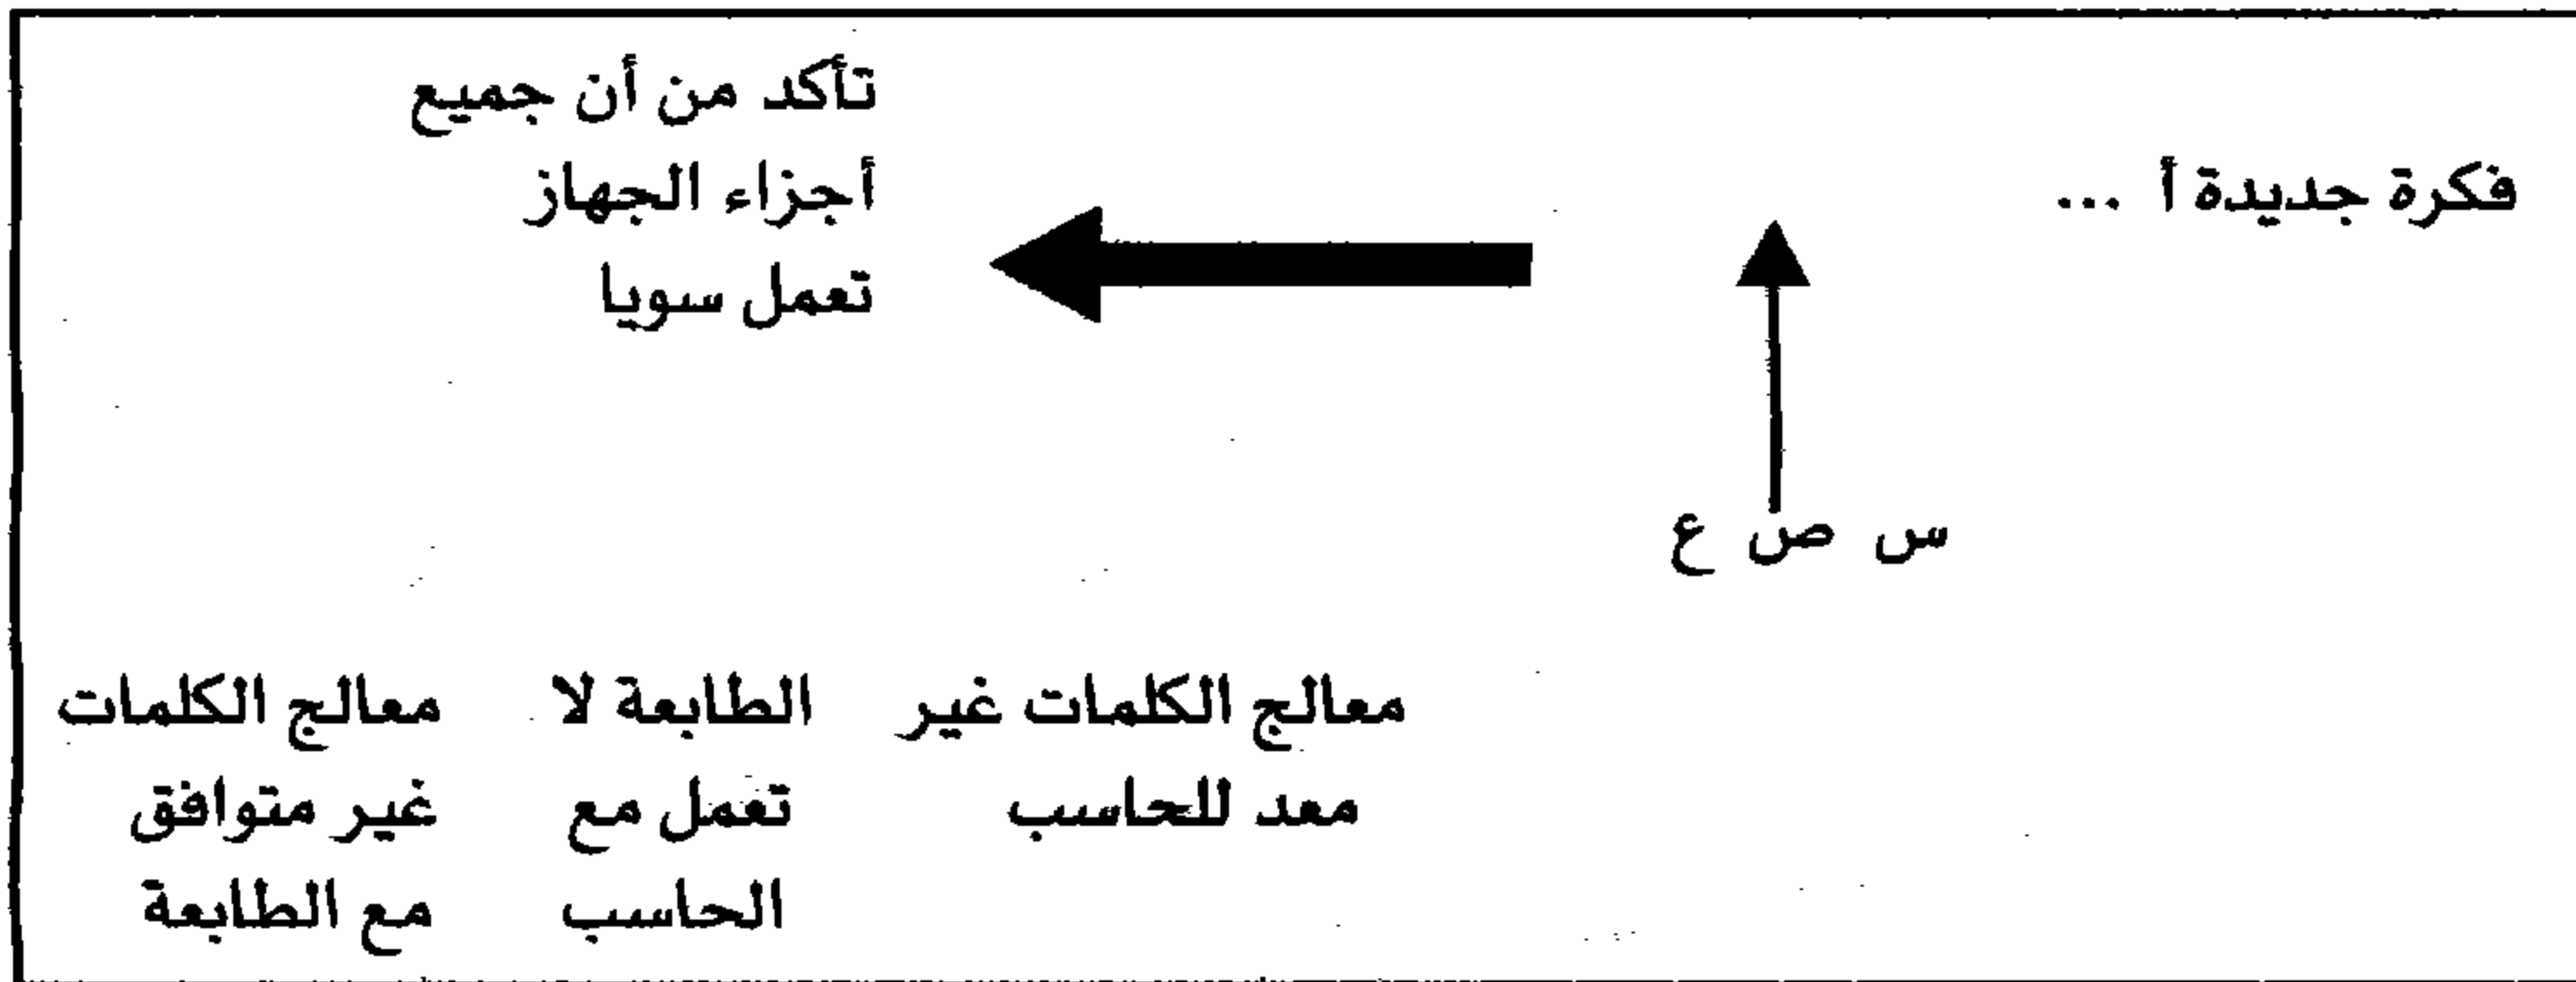 فكرة جديدة أ ...
تأكد من أن جميع
أجزاء الجهاز
تعمل سويا
س ص ع
معالج الكلمات غير
معد للحاسب
الطابعة لا
تعمل مع
الحاسب
معالج الكلمات
غير متوافق
مع الطابعة